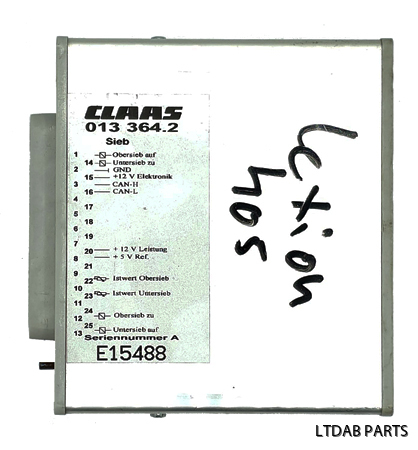 CLAAS
013 364.2
Sieb
1 Obersieb auf
14 Untersieb zu
2 GND
15 +12 V Elektronik
3 CAN-H
16 CAN-L
4
17
5
18
6
19
7
20 + 12 V Leistung
8 + 5 V Ref.
21
9
22 Istwert Obersieb
10
23 Istwert Untersieb
11
24
12 Obersieb zu
25
13 Untersieb auf
Seriennummer A
E15488
Lexion
405
LTDAB PARTS